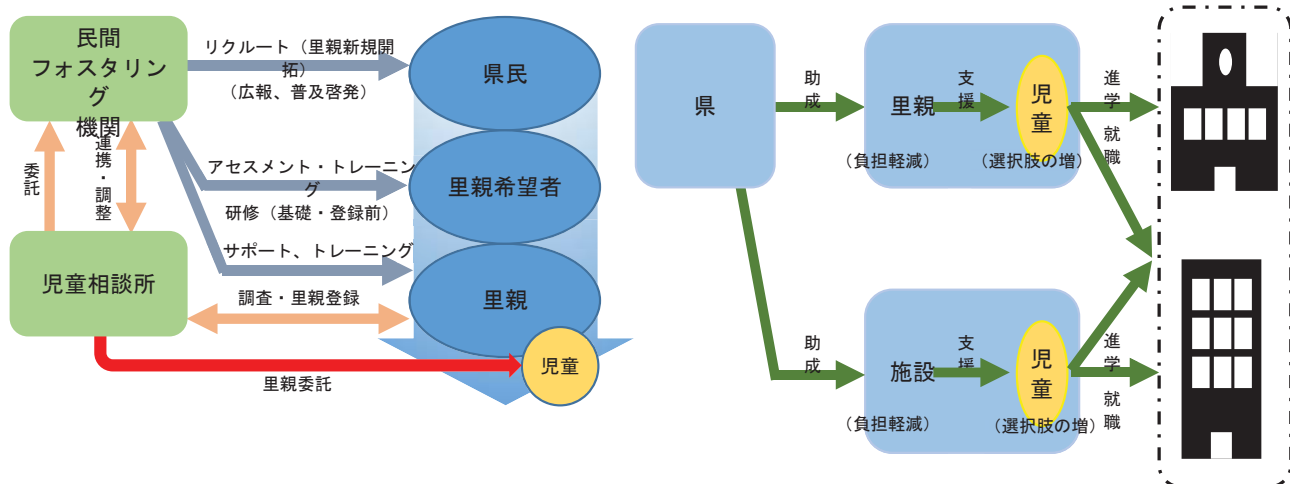 民間
フォスタリン
グ
機関
リクルート（里親新規開
拓）
（広報、普及啓発）
県民
委託
連携・調整
アセスメント・トレーニン
グ
研修（基礎・登録前）
里親希望者
サポート、トレーニング
児童相談所
調査・里親登録
里親
里親委託
児童
県
助成
里親
支援
児童
（負担軽減）
（選択肢の増）
進学
就職
助成
施設
支援
児童
（負担軽減）
（選択肢の増）
進学
就職